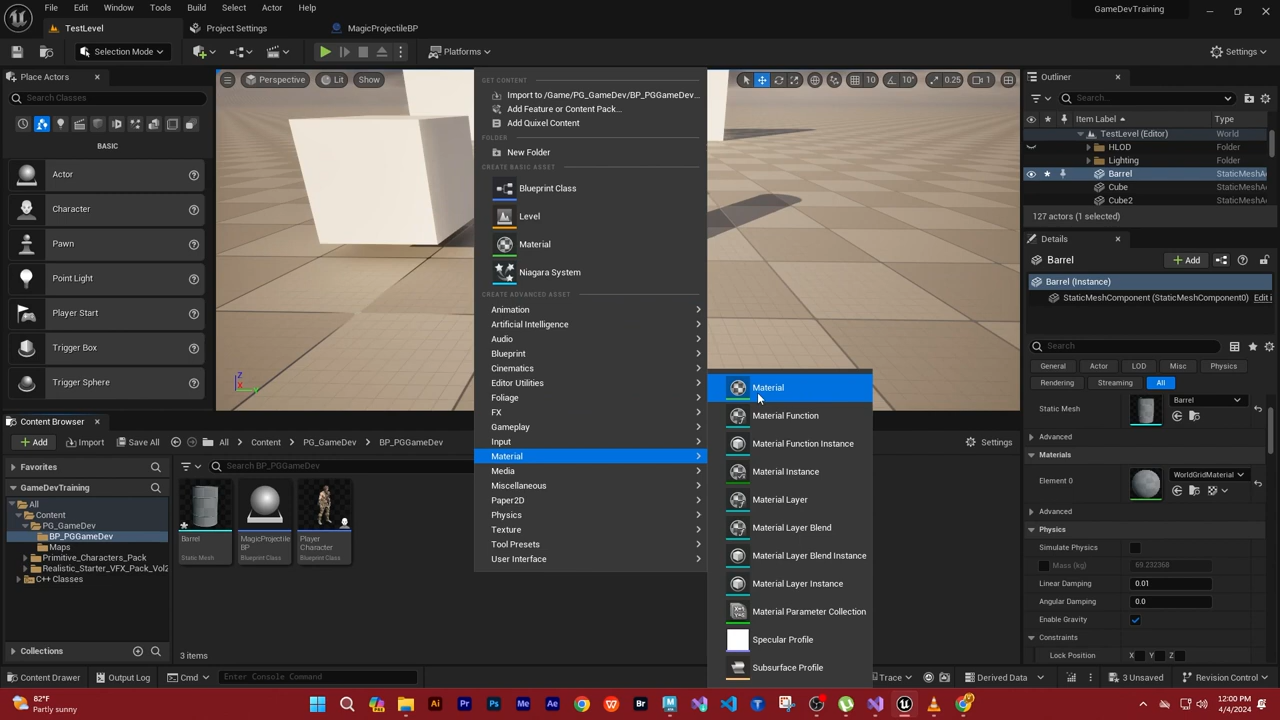 File Edit Window Tools Build Select Actor Help
GameDevTraining
TestLevel
Project Settings
MagicProjectileBP
Selection Mode
Platforms
Settings
Place Actors
Search Classes
BASIC
Actor
Character
Pawn
Point Light
Player Start
Trigger Box
Trigger Sphere
Perspective
Lit
Show
10
10°
0.25
1
Z
X
GET CONTENT
Import to /Game/PG_GameDev/BP_PGGameDev...
Add Feature or Content Pack...
Add Quixel Content
FOLDER
New Folder
CREATE BASIC ASSET
Blueprint Class
Level
Material
Niagara System
CREATE ADVANCED ASSET
Animation
Artificial Intelligence
Audio
Blueprint
Cinematics
Editor Utilities
Foliage
FX
Gameplay
Input
Material
Media
Miscellaneous
Paper2D
Physics
Texture
Tool Presets
User Interface
Material
Material Function
Material Function Instance
Material Instance
Material Layer
Material Layer Blend
Material Layer Blend Instance
Material Layer Instance
Material Parameter Collection
Specular Profile
Subsurface Profile
Outliner
Search...
Item Label
Type
TestLevel (Editor)
World
HLOD
Folder
Lighting
Folder
Barrel
StaticMeshA
Cube
StaticMeshA
Cube2
StaticMeshA
127 actors (1 selected)
Details
Barrel
Add
Barrel (Instance)
StaticMeshComponent (StaticMeshComponent0) Edit i
Search
General
Actor
LOD
Misc
Physics
Rendering
Streaming
All
Static Mesh
Barrel
Advanced
Materials
Element 0
WorldGridMaterial
Advanced
Physics
Simulate Physics
Mass (kg)
69.232368
Linear Damping
0.01
Angular Damping
0.0
Enable Gravity
Constraints
Lock Position
X
Y
Z
Content Browser
Add
Import
Save All
All
Content
PG_GameDev
BP_PGGameDev
Settings
Favorites
GameDevTraining
All
Content
PG_GameDev
BP_PGGameDev
Maps
Primitive_Characters_Pack
Realistic_Starter_VFX_Pack_Vol2
C++ Classes
Collections
Search BP_PGGameDev
Barrel
Static Mesh
MagicProjectile
BP
Blueprint Class
Player
Character
Blueprint Class
3 items
Content Drawer
Output Log
Cmd
Enter Console Command
Trace
Derived Data
3 Unsaved
Revision Control
82°F
Partly sunny
12:00 PM
4/4/2024